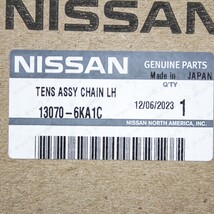 NISSAN
NISSAN
GENUINE PARTS
Made in JAPAN
Q'TY
TENS ASSY CHAIN LH
13070-6KA1C
12/06/2023 1
NISSAN NORTH AMERICA, INC.